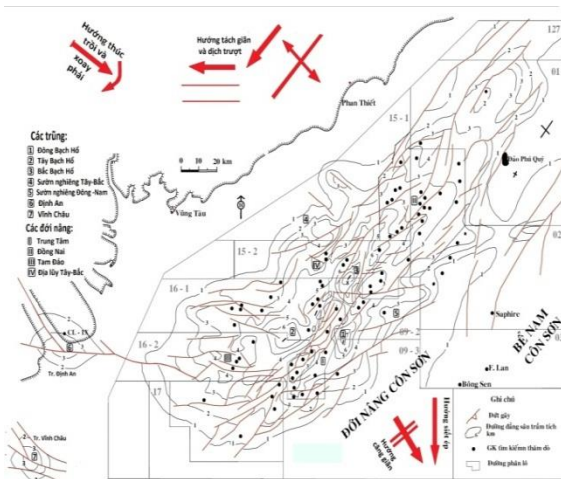 Hướng thúc
trồi và
xoay
phải
Hướng tách giãn
và dịch trượt
127
01
Phan Thiết
15-1
Đảo Phú Quý
Các trũng:
1 Đông Bạch Hổ
2 Tây Bạch Hổ
3 Bắc Bạch Hổ
4 Sườn nghiêng Tây-Bắc
5 Sườn nghiêng Đông-Nam
6 Định An
7 Vĩnh Châu
Các đới nâng:
I Trung Tâm
II Đồng Nai
III Tam Đảo
IV Địa lũy Tây-Bắc
0 10 20 km
Vũng Tàu
15-2
02
16-1
Saphire
CL-1X
16-2
09-2
09-3
Tr. Định An
17
BỂ NAM
CÔN SƠN
ĐỚI NÂNG CÔN SƠN
Đ. Lan
Bông Sen
Tr. Vĩnh Châu
Hướng
căng giãn
Hướng siết ép
Ghi chú
Đứt gãy
Đường đẳng sâu trầm tích
km
GK tìm kiếm thăm dò
Đường phân lô